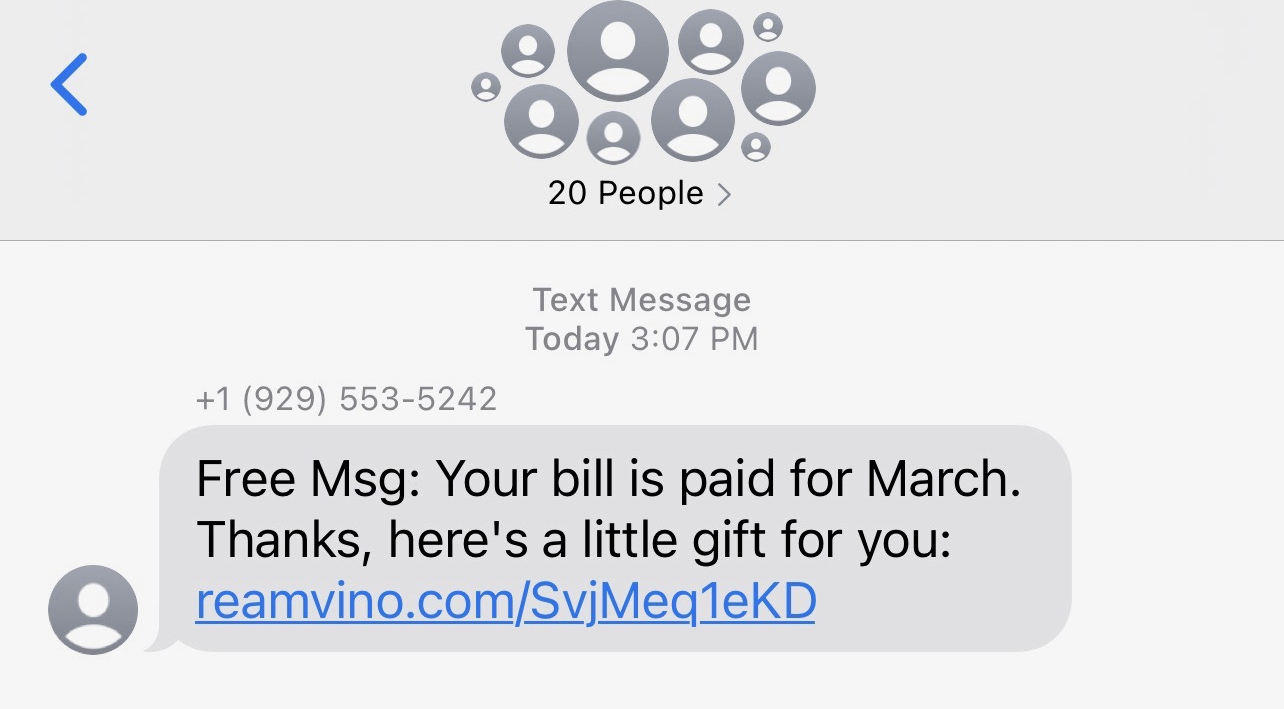 20 People
Text Message
Today 3:07 PM
+1 (929) 553-5242
Free Msg: Your bill is paid for March.
Thanks, here's a little gift for you:
reamvino.com/SvjMeq1eKD